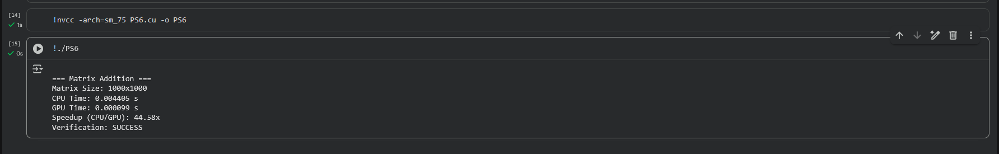 [14]
1s
!nvcc -arch=sm_75 PS6.cu -o PS6
[15]
0s
!./PS6
=== Matrix Addition ===
Matrix Size: 1000x1000
CPU Time: 0.004405 s
GPU Time: 0.000099 s
Speedup (CPU/GPU): 44.58x
Verification: SUCCESS